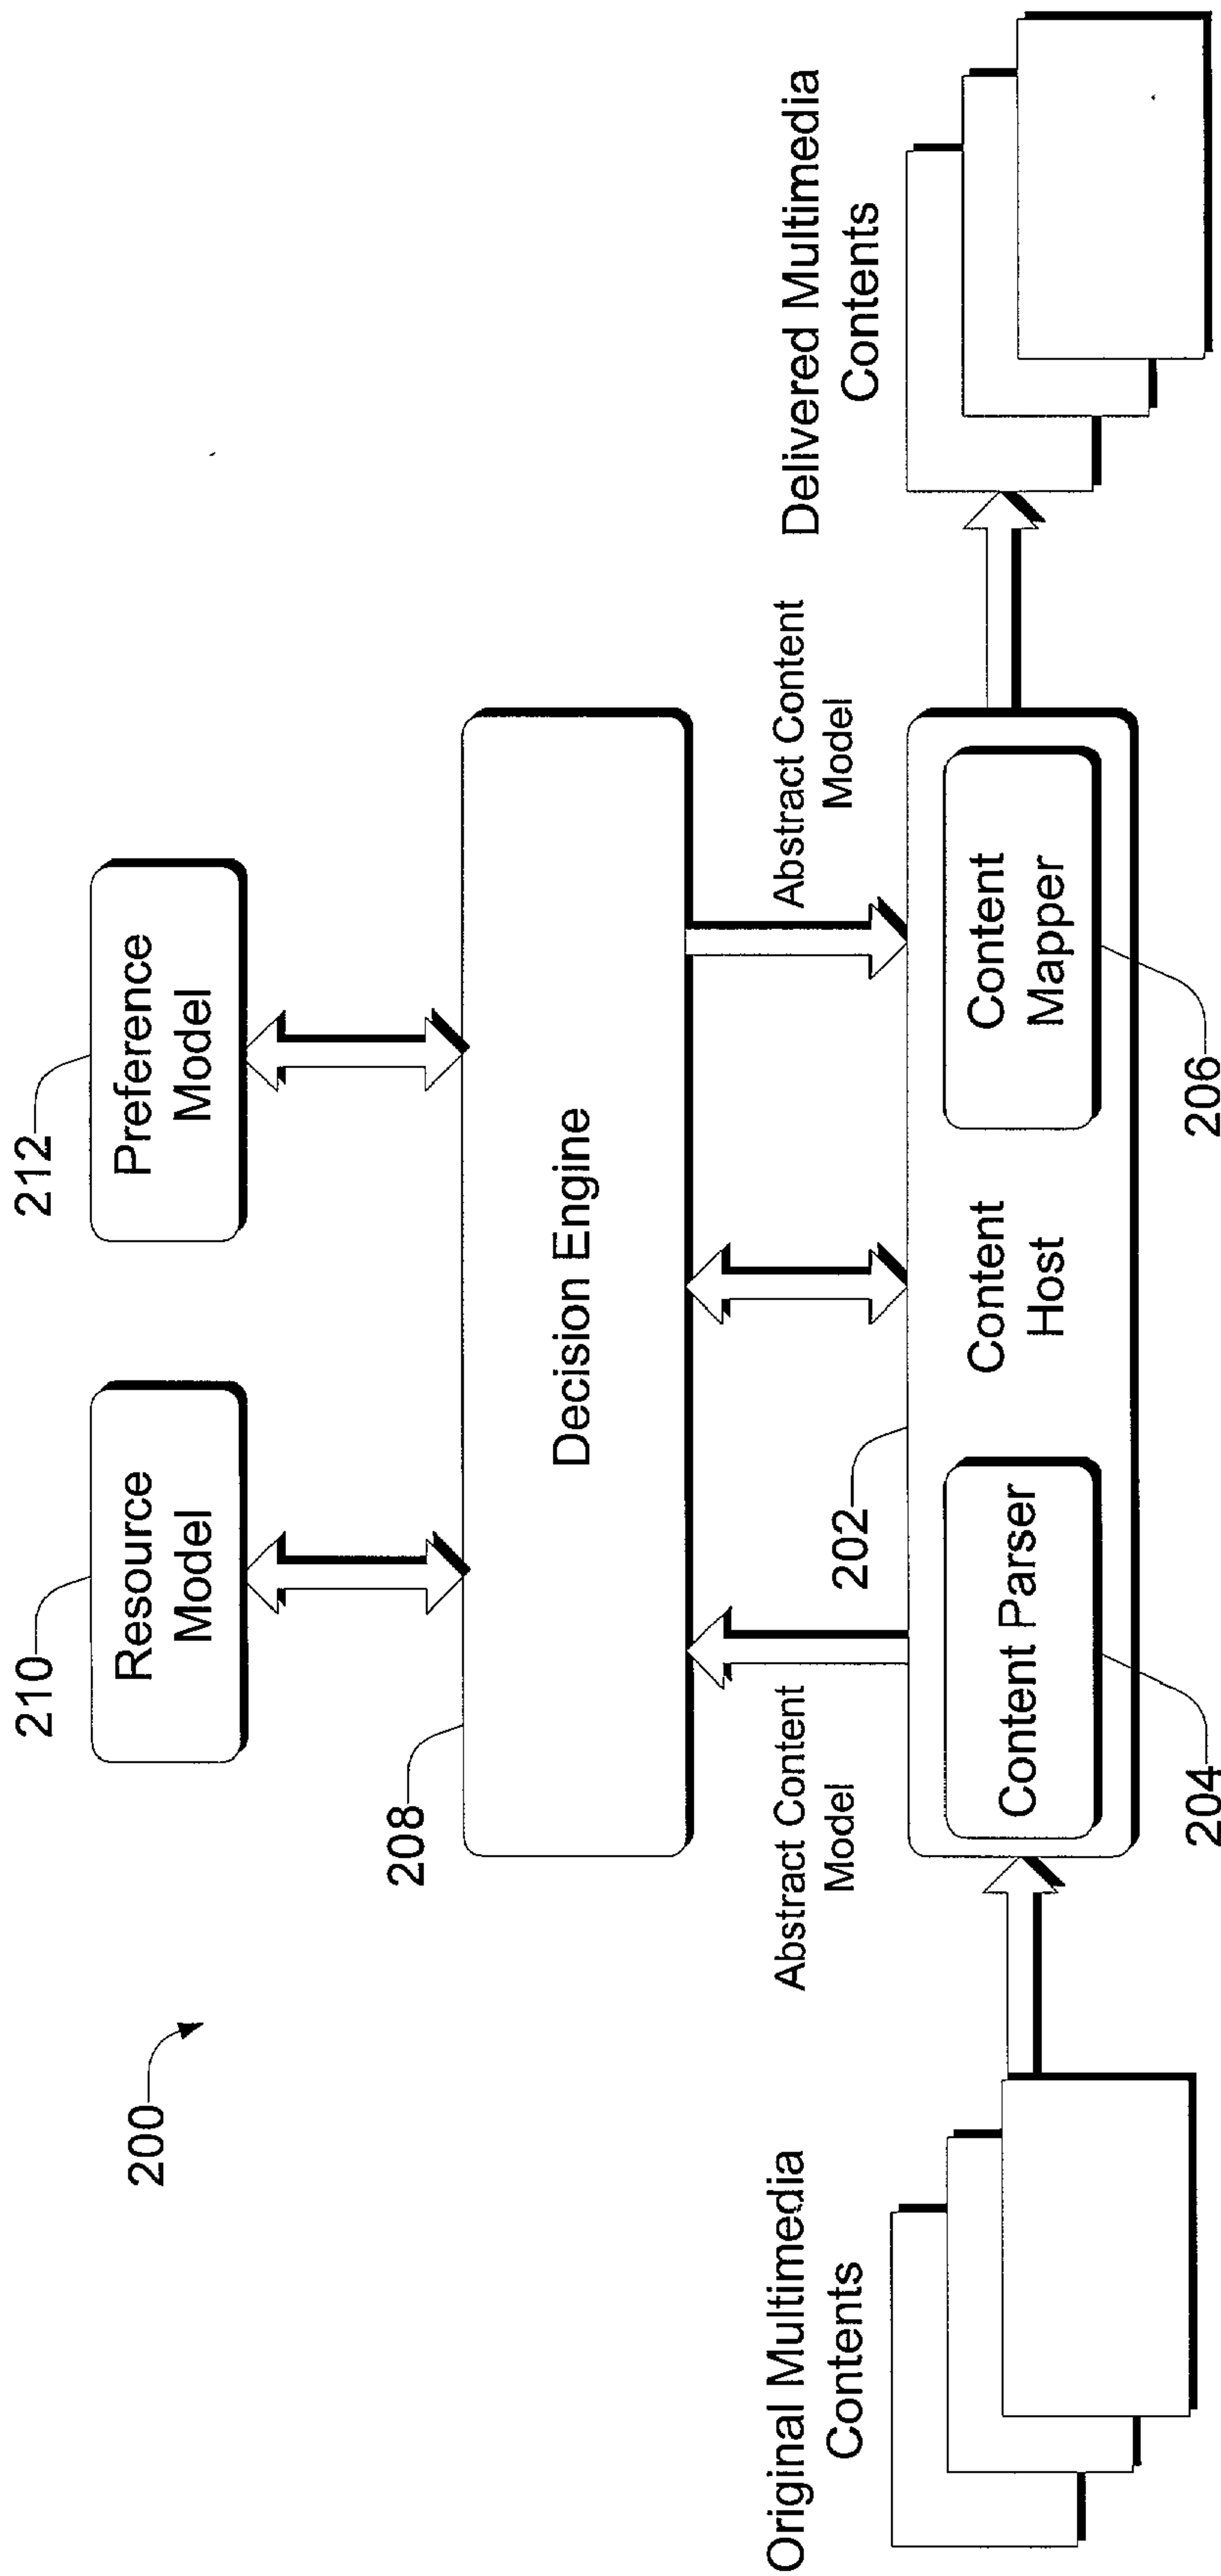 200
210
Resource
Model
212
Preference
Model
208
Decision Engine
Abstract Content
Model
Abstract Content
Model
Original Multimedia
Contents
202
Content Parser
204
Content
Host
Content
Mapper
206
Delivered Multimedia
Contents